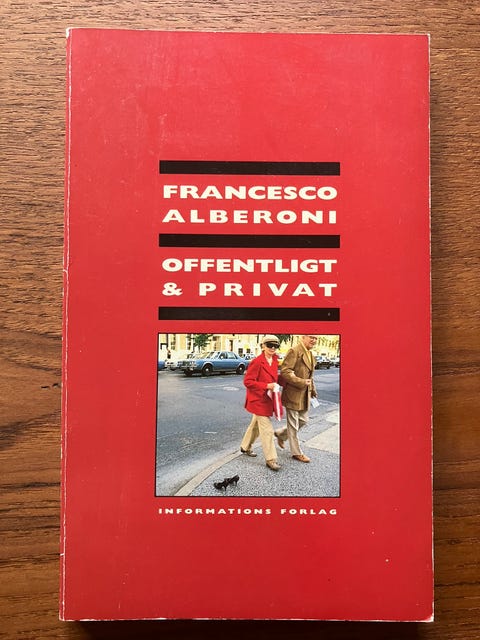 FRANCESCO
ALBERONI
OFFENTLIGT
& PRIVAT
INFORMATIONS FORLAG